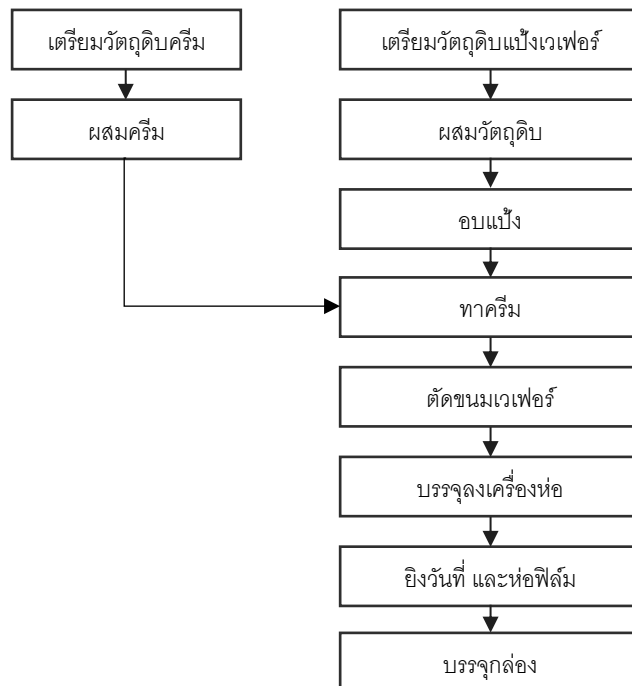 เตรียมวัตถุดิบครีม
เตรียมวัตถุดิบแป้งเวเฟอร์
ผสมครีม
ผสมวัตถุดิบ
อบแป้ง
ทาครีม
ตัดขนมเวเฟอร์
บรรจุลงเครื่องห่อ
ยิงวันที่ และห่อฟิล์ม
บรรจุกล่อง